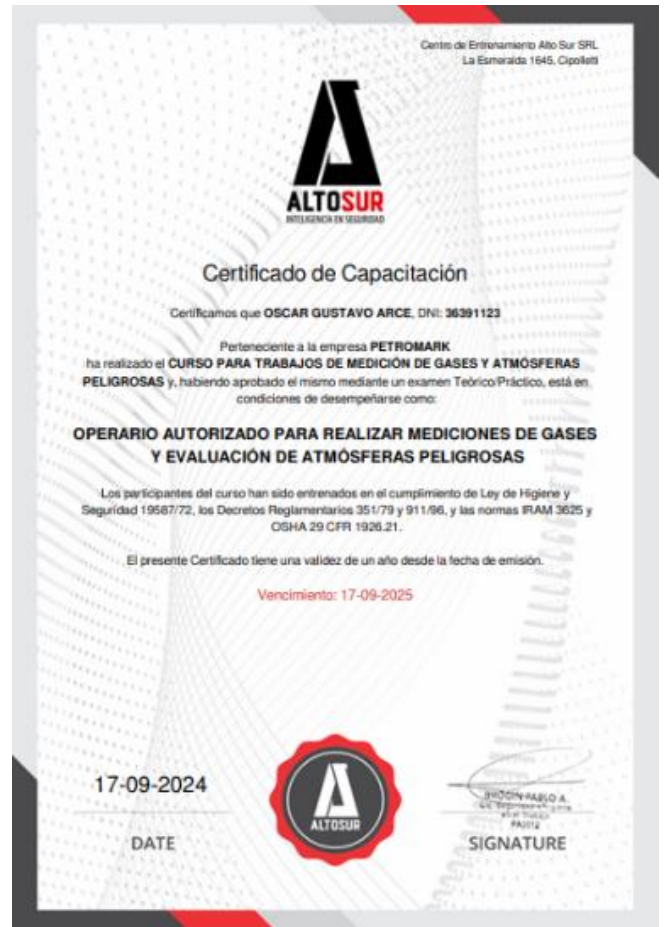 Centro de Entrenamiento Alto Sur SRL
La Esmeralda 1645, Cipolletti
ALTOSUR
INTELIGENCIA EN SEGURIDAD
Certificado de Capacitación
Certificamos que OSCAR GUSTAVO ARCE, DNI: 36391123
Perteneciente a la empresa PETROMARK
ha realizado el CURSO PARA TRABAJOS DE MEDICIÓN DE GASES Y ATMÓSFERAS
PELIGROSAS y, habiendo aprobado el mismo mediante un examen Teórico/Práctico, está en
condiciones de desempeñarse como:
OPERARIO AUTORIZADO PARA REALIZAR MEDICIONES DE GASES
Y EVALUACIÓN DE ATMÓSFERAS PELIGROSAS
Los participantes del curso han sido entrenados en el cumplimiento de Ley de Higiene y
Seguridad 19587/72, los Decretos Reglamentarios 351/79 y 911/96, y las normas IRAM 3625 y
OSHA 29 CFR 1926.21.
El presente Certificado tiene una validez de un año desde la fecha de emisión.
Vencimiento: 17-09-2025
17-09-2024
DATE
ALTOSUR
PABLO A.
SIGNATURE